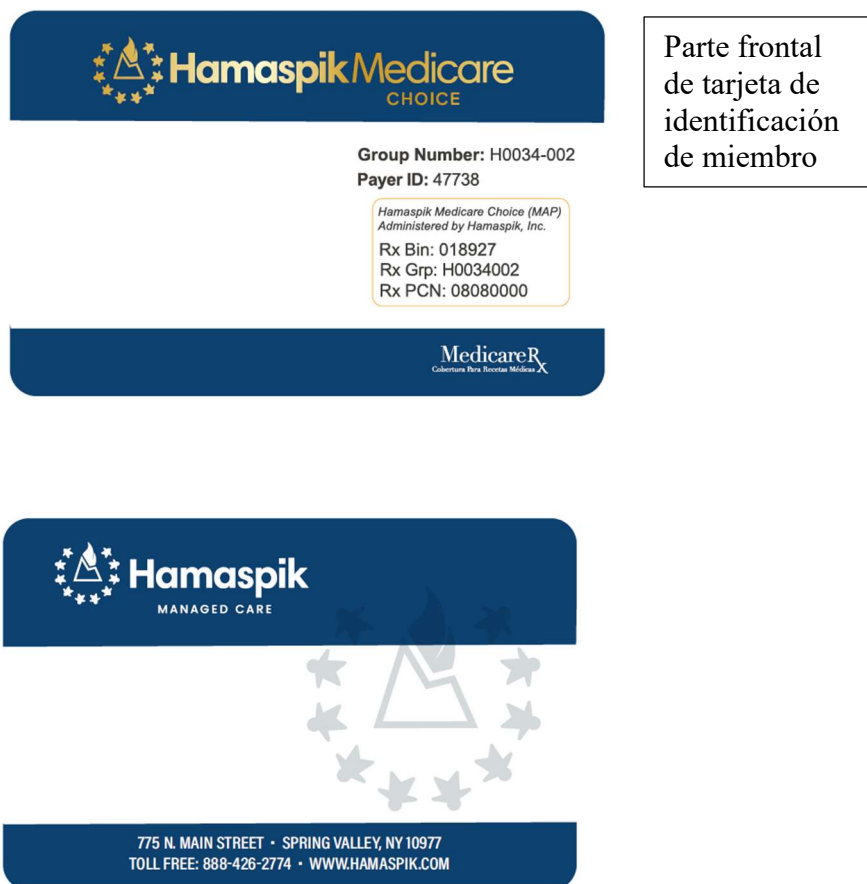 HamaspikMedicare
CHOICE
Parte frontal
de tarjeta de
identificación
de miembro
Group Number: H0034-002
Payer ID: 47738
Hamaspik Medicare Choice (MAP)
Administered by Hamaspik, Inc.
Rx Bin: 018927
Rx Grp: H0034002
Rx PCN: 08080000
MedicareRx
Cobertura Para Recetas Médicas
Hamaspik
MANAGED CARE
775 N. MAIN STREET • SPRING VALLEY, NY 10977
TOLL FREE: 888-426-2774 • WWW.HAMASPIK.COM